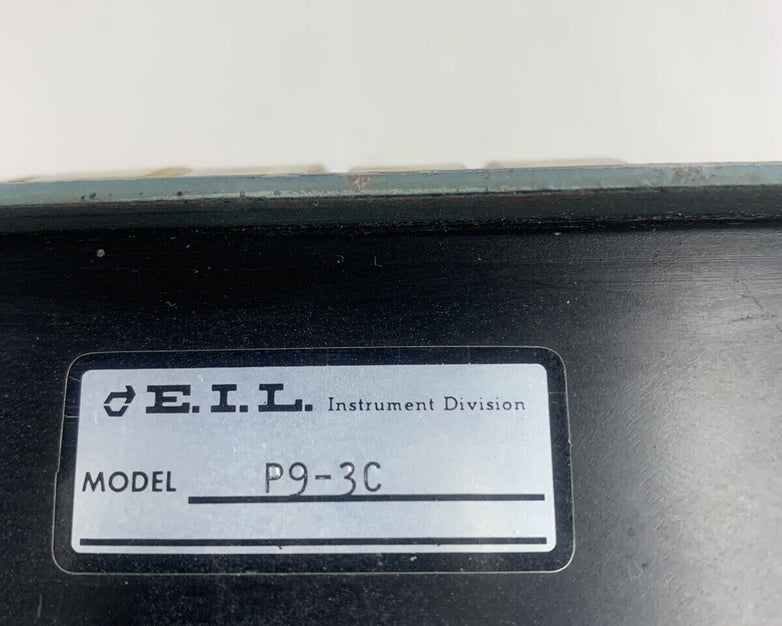 E.I.L. Instrument Division
MODEL P9-3C